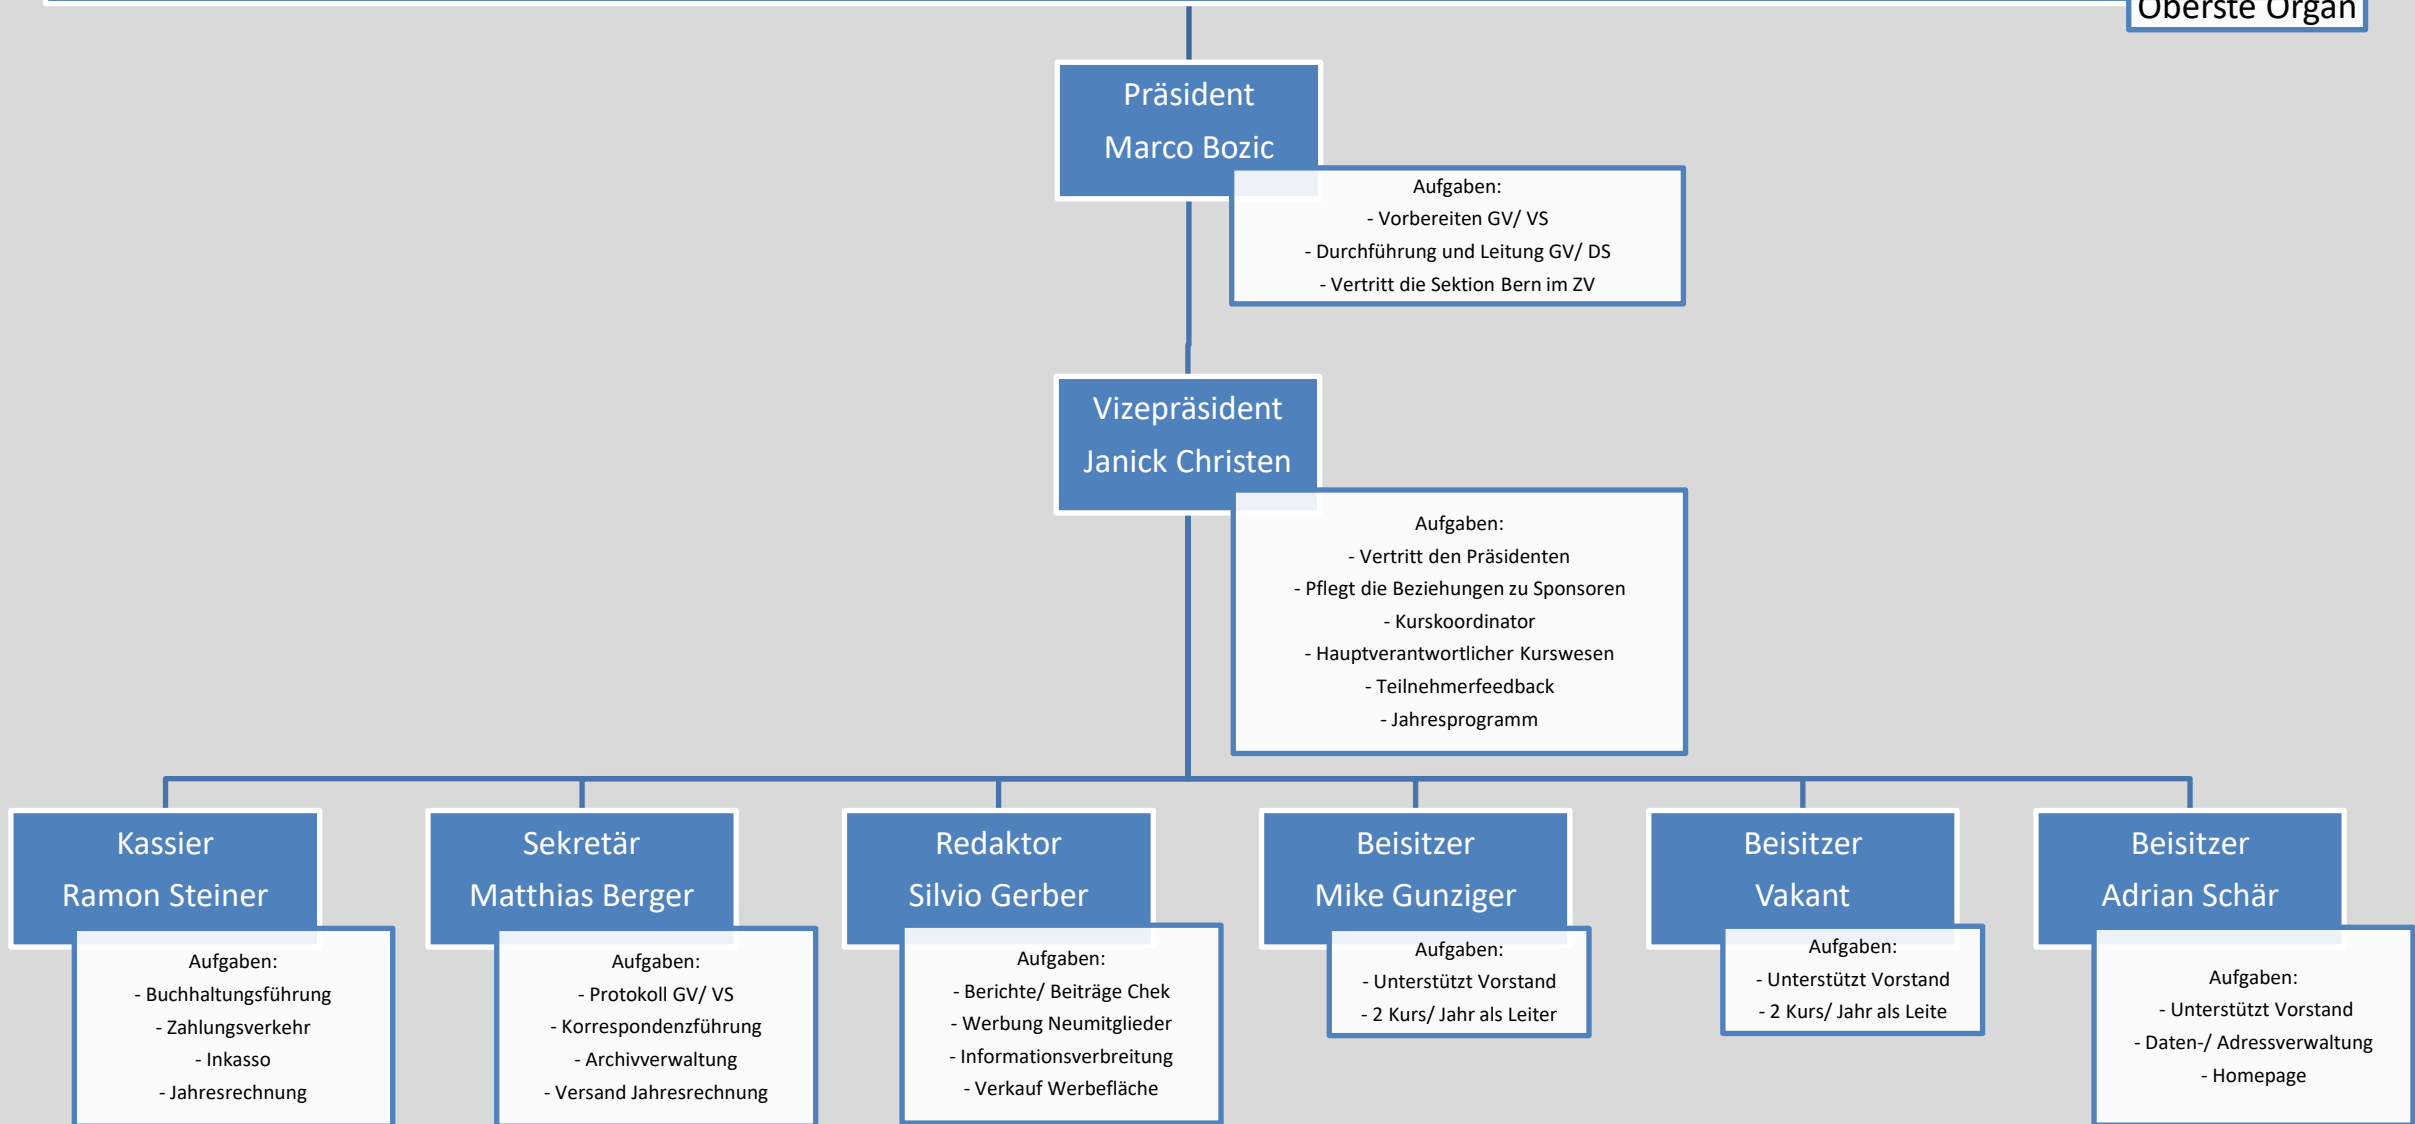 Oberste Organ
Präsident
Marco Bozic
Aufgaben:
- Vorbereiten GV/ VS
- Durchführung und Leitung GV/ DS
- Vertritt die Sektion Bern im ZV
Vizepräsident
Janick Christen
Aufgaben:
- Vertritt den Präsidenten
- Pflegt die Beziehungen zu Sponsoren
- Kurskoordinator
- Hauptverantwortlicher Kurswesen
- Teilnehmerfeedback
- Jahresprogramm
Kassier
Ramon Steiner
Aufgaben:
- Buchhaltungsführung
- Zahlungsverkehr
- Inkasso
- Jahresrechnung
Sekretär
Matthias Berger
Aufgaben:
- Protokoll GV/ VS
- Korrespondenzführung
- Archivverwaltung
- Versand Jahresrechnung
Redaktor
Silvio Gerber
Aufgaben:
- Berichte/ Beiträge Chek
- Werbung Neumitglieder
- Informationsverbreitung
- Verkauf Werbefläche
Beisitzer
Mike Gunziger
Aufgaben:
- Unterstützt Vorstand
- 2 Kurs/ Jahr als Leiter
Beisitzer
Vakant
Aufgaben:
- Unterstützt Vorstand
- 2 Kurs/ Jahr als Leite
Beisitzer
Adrian Schär
Aufgaben:
- Unterstützt Vorstand
- Daten-/ Adressverwaltung
- Homepage